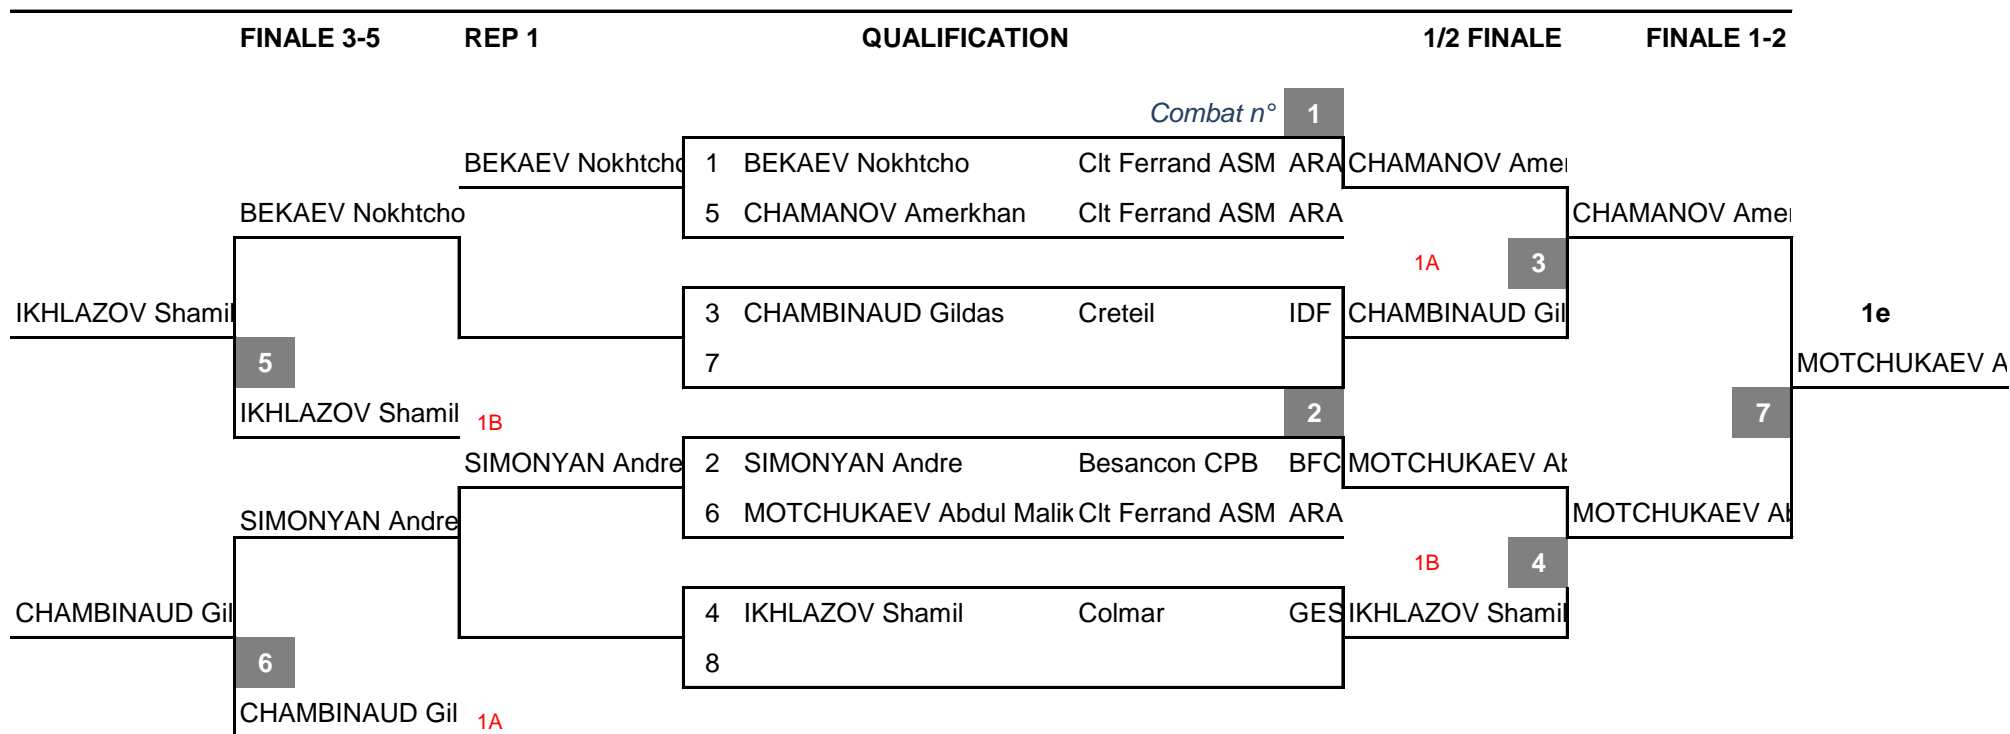 FINALE 3-5 REP 1 QUALIFICATION 1/2 FINALE FINALE 1-2
Combat n° 1
BEKAEV Nokhtcho 1 BEKAEV Nokhtcho Clt Ferrand ASM ARA CHAMANOV Amer
BEKAEV Nokhtcho 5 CHAMANOV Amerkhan Clt Ferrand ASM ARA CHAMANOV Amer
1A 3
IKHLAZOV Shamil 3 CHAMBINAUD Gildas Creteil IDF CHAMBINAUD Gil 1e
5 7 MOTCHUKAEV A
IKHLAZOV Shamil 1B 2 7
SIMONYAN Andre 2 SIMONYAN Andre Besancon CPB BFC MOTCHUKAEV Ab
SIMONYAN Andre 6 MOTCHUKAEV Abdul Malik Clt Ferrand ASM ARA MOTCHUKAEV Ab
1B 4
CHAMBINAUD Gil 4 IKHLAZOV Shamil Colmar GES IKHLAZOV Shamil
6 8
CHAMBINAUD Gil 1A